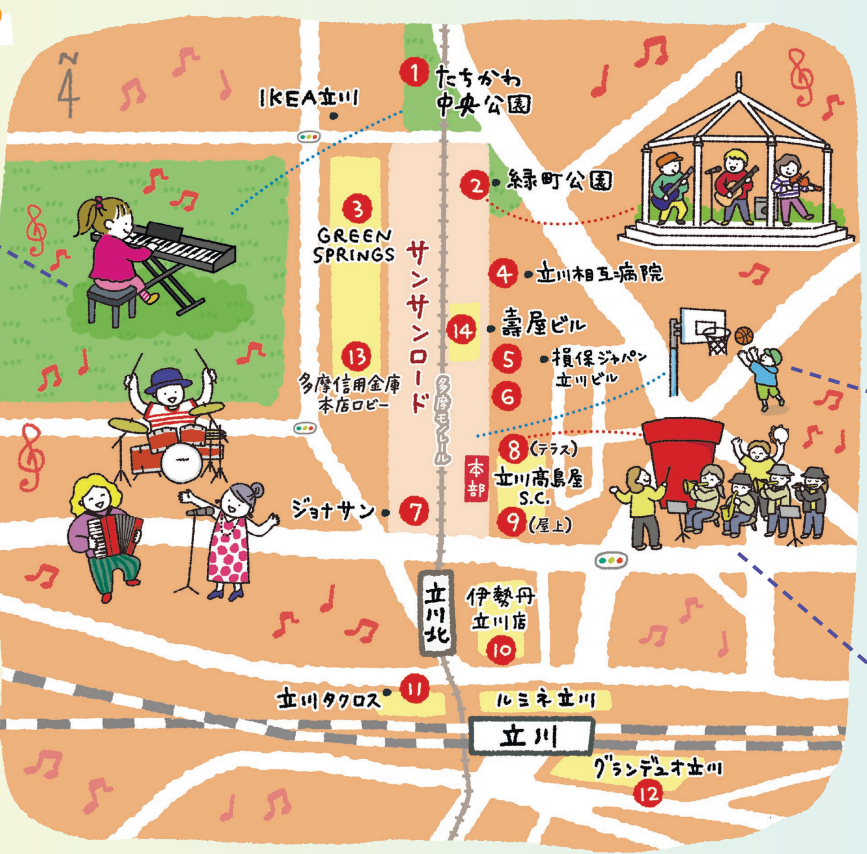 N
IKEA立川
1
たちかわ
中央公園
2
緑町公園
3
GREEN
SPRINGS
サンサンロード
4
立川相互病院
14
壽屋ビル
5
損保ジャパン
立川ビル
13
多摩信用金庫
本店ロビー
6
多摩モノレール
8
(テラス)
立川髙島屋
S.C.
9
(屋上)
本部
ジョナサン
7
立川北
伊勢丹
立川店
10
立川タクロス
11
ルミネ立川
立川
グランデュオ立川
12